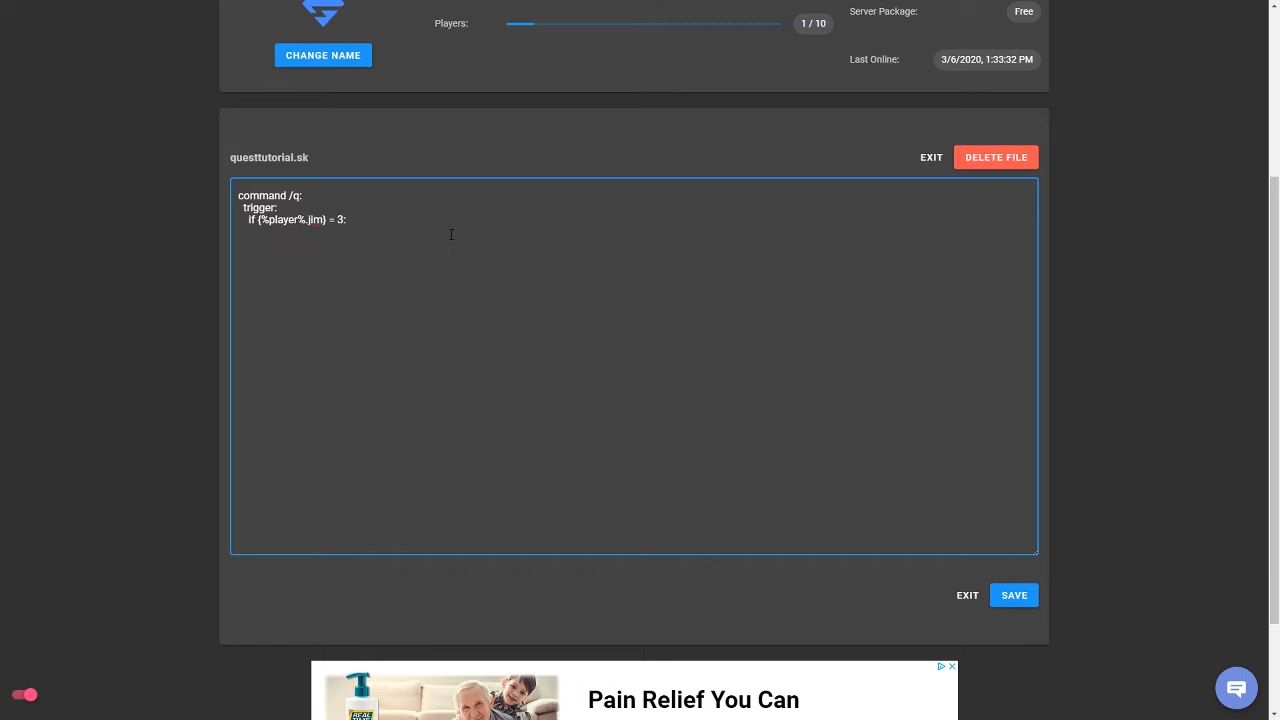 Players:
1 / 10
Server Package:
Free
CHANGE NAME
Last Online:
3/6/2020, 1:33:32 PM
questtutorial.sk
EXIT
DELETE FILE
command /q:
trigger:
if {%player%.jim} = 3:
EXIT
SAVE
Pain Relief You Can